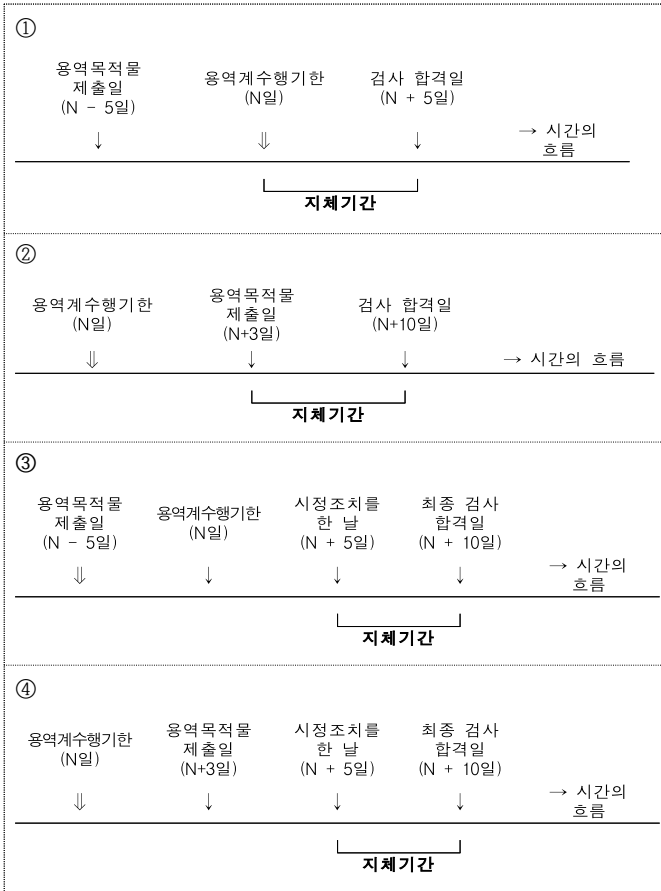 ①
용역목적물
제출일
(N - 5일)
↓
용역계수행기한
(N일)
⇓
검사 합격일
(N + 5일)
↓
→ 시간의
흐름
지체기간
②
용역계수행기한
(N일)
⇓
용역목적물
제출일
(N+3일)
↓
검사 합격일
(N+10일)
↓
→ 시간의 흐름
지체기간
③
용역목적물
제출일
(N - 5일)
⇓
용역계수행기한
(N일)
↓
시정조치를
한 날
(N + 5일)
↓
최종 검사
합격일
(N + 10일)
↓
→ 시간의
흐름
지체기간
④
용역계수행기한
(N일)
⇓
용역목적물
제출일
(N+3일)
↓
시정조치를
한 날
(N + 5일)
↓
최종 검사
합격일
(N + 10일)
↓
→ 시간의
흐름
지체기간